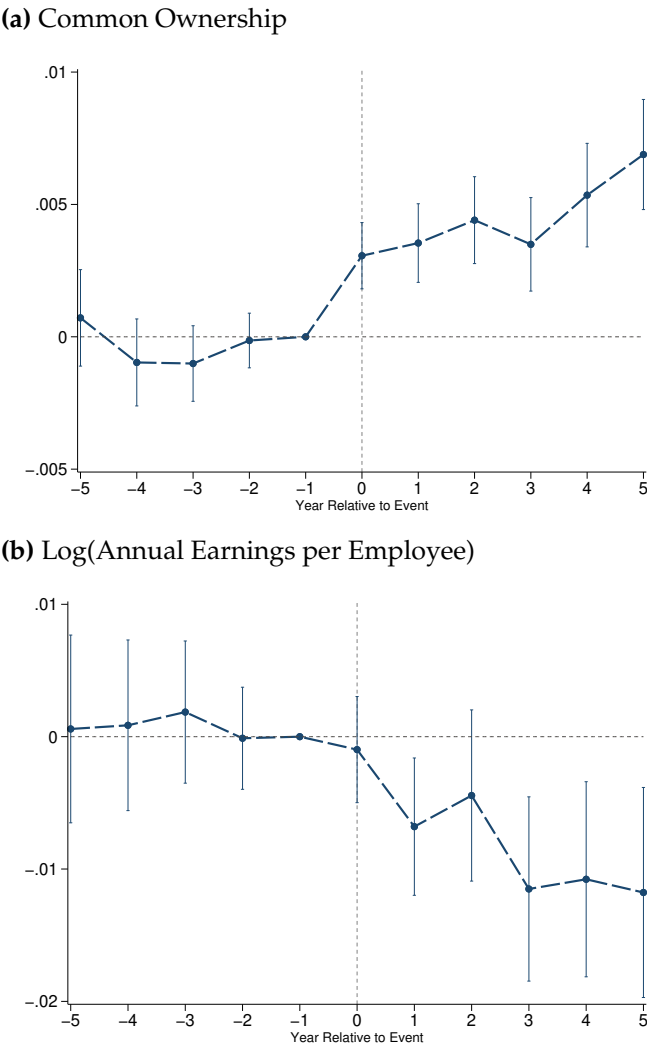 (a) Common Ownership
.01
.005
0
−.005
−5 −4 −3 −2 −1 0 1 2 3 4 5
Year Relative to Event
(b) Log(Annual Earnings per Employee)
.01
0
−.01
−.02
−5 −4 −3 −2 −1 0 1 2 3 4 5
Year Relative to Event